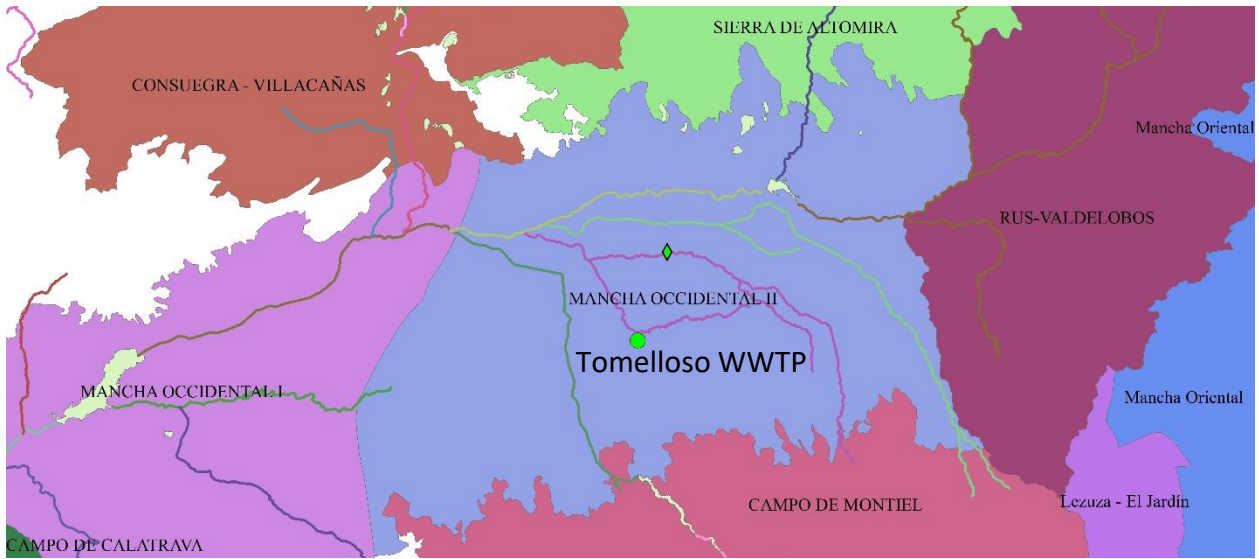 SIERRA DE ALTOMIRA
CONSUEGRA - VILLACAÑAS
Mancha Oriental
RUS-VALDELOBOS
MANCHA OCCIDENTAL II
Tomelloso WWTP
MANCHA OCCIDENTAL I
Mancha Oriental
CAMPO DE MONTIEL
Lezuza - El Jardín
CAMPO DE CALATRAVA